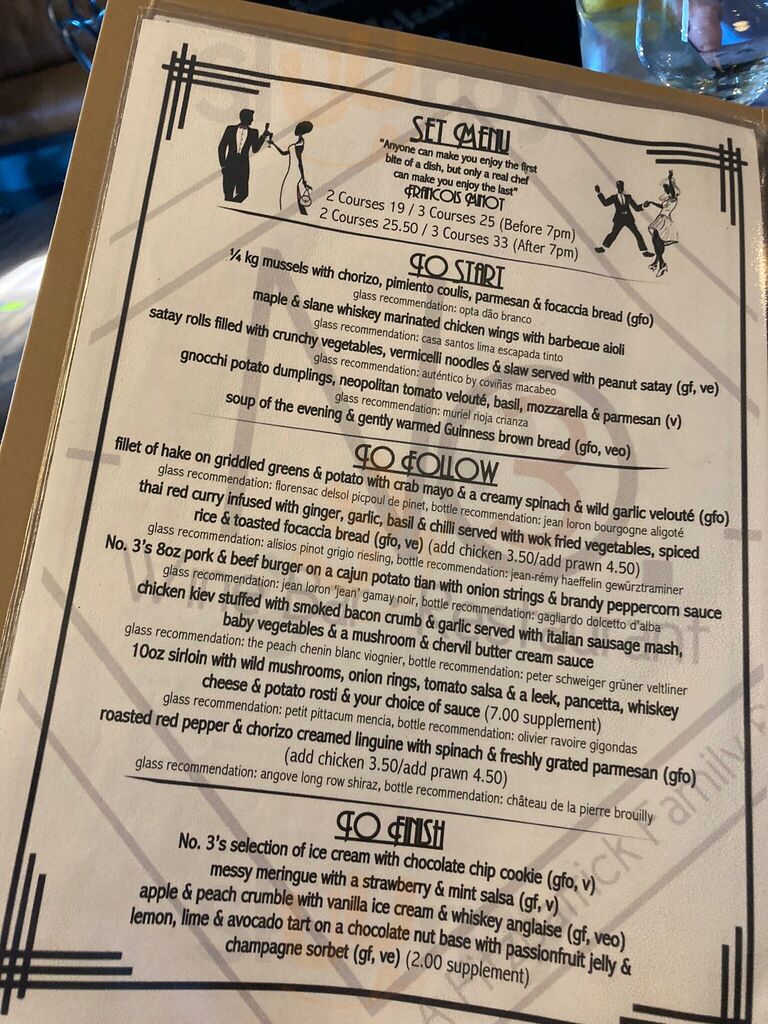 SET MENU
"Anyone can make you enjoy the first
bite of a dish, but only a real chef
can make you enjoy the last"
FRANCOIS MINOT
2 Courses 19 / 3 Courses 25 (Before 7pm)
2 Courses 25.50 / 3 Courses 33 (After 7pm)
TO START
¼ kg mussels with chorizo, pimiento coulis, parmesan & focaccia bread (gfo)
glass recommendation: opta dão branco
maple & slane whiskey marinated chicken wings with barbecue aioli
glass recommendation: casa santos lima escapada tinto
satay rolls filled with crunchy vegetables, vermicelli noodles & slaw served with peanut satay (gf, ve)
glass recommendation: auténtico by coviñas macabeo
gnocchi potato dumplings, neopolitan tomato velouté, basil, mozzarella & parmesan (v)
glass recommendation: muriel rioja crianza
soup of the evening & gently warmed Guinness brown bread (gfo, veo)
TO FOLLOW
fillet of hake on griddled greens & potato with crab mayo & a creamy spinach & wild garlic velouté (gfo)
glass recommendation: florensac delsol picpoul de pinet, bottle recommendation: jean loron bourgogne aligoté
thai red curry infused with ginger, garlic, basil & chilli served with wok fried vegetables, spiced
rice & toasted focaccia bread (gfo, ve) (add chicken 3.50/add prawn 4.50)
glass recommendation: alísios pinot grigio riesling, bottle recommendation: jean-rémy haeffelin gewürztraminer
No. 3's 8oz pork & beef burger on a cajun potato tian with onion strings & brandy peppercorn sauce
glass recommendation: jean loron 'jean' gamay noir, bottle recommendation: gagliardo dolcetto d'alba
chicken kiev stuffed with smoked bacon crumb & garlic served with italian sausage mash,
baby vegetables & a mushroom & chervil butter cream sauce
glass recommendation: the peach chenin blanc viognier, bottle recommendation: peter schweiger grüner veltliner
10oz sirloin with wild mushrooms, onion rings, tomato salsa & a leek, pancetta, whiskey
cheese & potato rosti & your choice of sauce (7.00 supplement)
glass recommendation: petit pittacum mencia, bottle recommendation: olivier ravoire gigondas
roasted red pepper & chorizo creamed linguine with spinach & freshly grated parmesan (gfo)
(add chicken 3.50/add prawn 4.50)
glass recommendation: angove long row shiraz, bottle recommendation: château de la pierre brouilly
TO FINISH
No. 3's selection of ice cream with chocolate chip cookie (gfo, v)
messy meringue with a strawberry & mint salsa (gf, v)
apple & peach crumble with vanilla ice cream & whiskey anglaise (gf, veo)
lemon, lime & avocado tart on a chocolate nut base with passionfruit jelly &
champagne sorbet (gf, ve) (2.00 supplement)